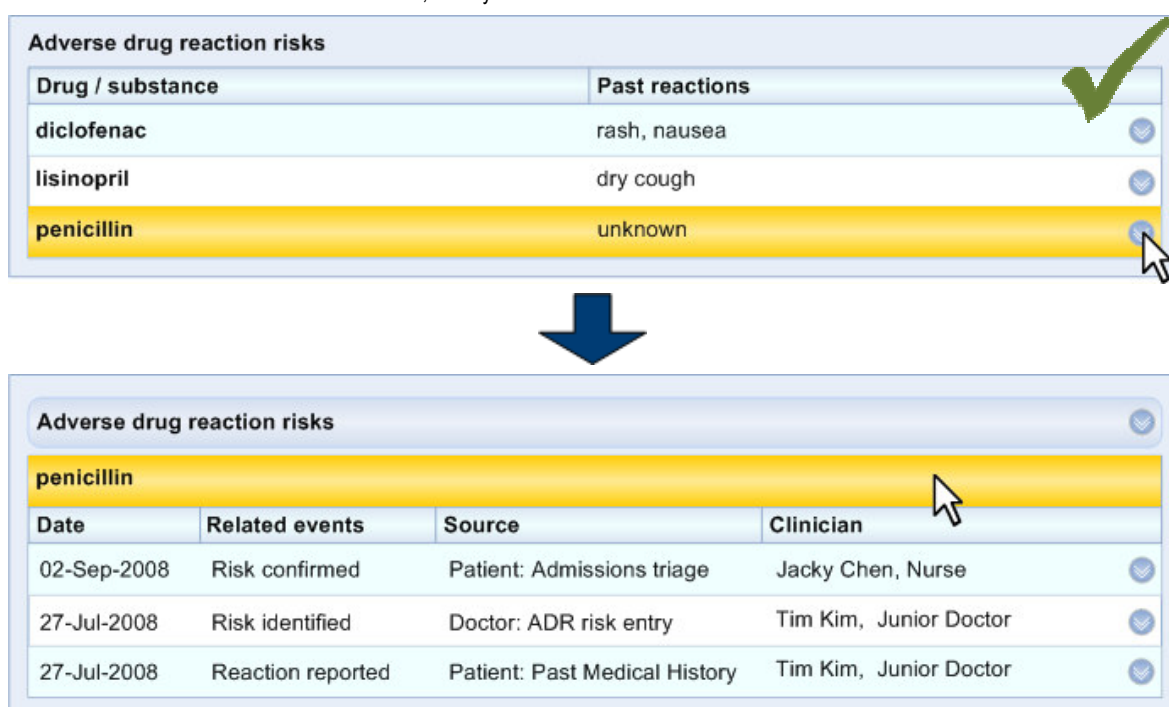 Adverse drug reaction risks
Drug / substance Past reactions
diclofenac rash, nausea
lisinopril dry cough
penicillin unknown
Adverse drug reaction risks
penicillin
Date Related events Source Clinician
02-Sep-2008 Risk confirmed Patient: Admissions triage Jacky Chen, Nurse
27-Jul-2008 Risk identified Doctor: ADR risk entry Tim Kim, Junior Doctor
27-Jul-2008 Reaction reported Patient: Past Medical History Tim Kim, Junior Doctor